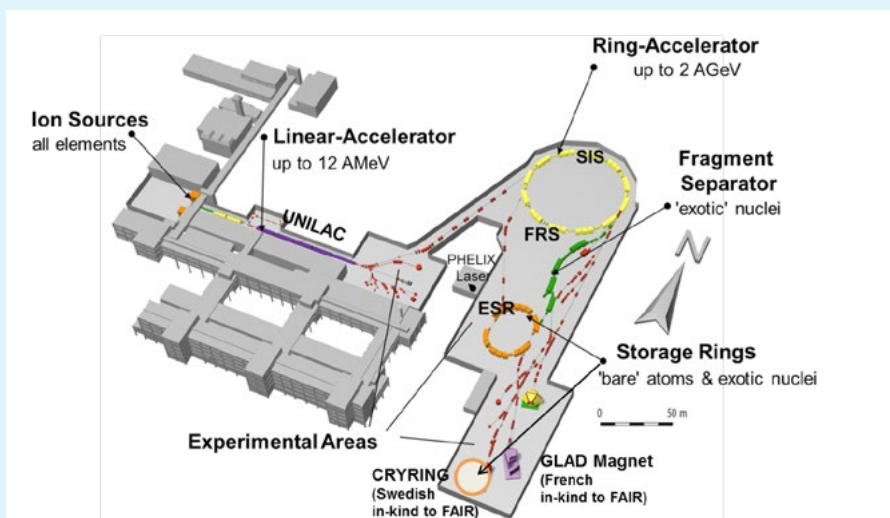 Ring-Accelerator
up to 2 AGeV
Ion Sources
all elements
Linear-Accelerator
up to 12 AMeV
SIS
Fragment
Separator
'exotic' nuclei
UNILAC
FRS
N
PHELIX
Laser
ESR
Storage Rings
'bare' atoms & exotic nuclei
0 50 m
Experimental Areas
CRYRING
(Swedish
in-kind to FAIR)
GLAD Magnet
(French
in-kind to FAIR)